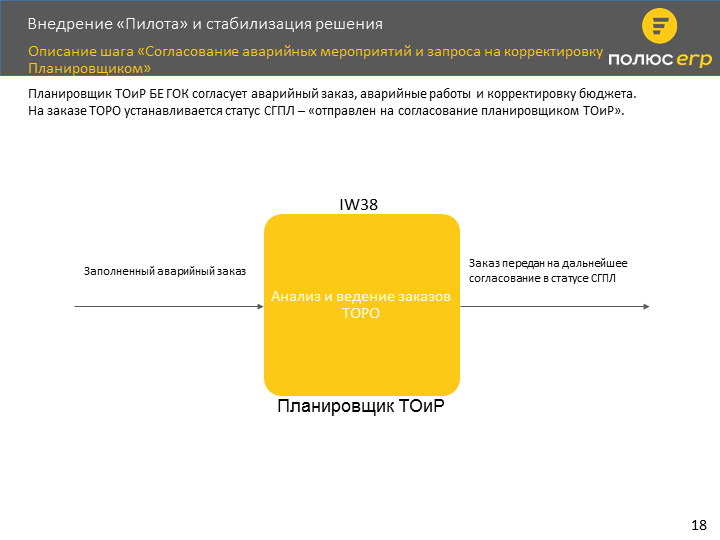 Внедрение «Пилота» и стабилизация решения
Описание шага «Согласование аварийных мероприятий и запроса на корректировку
Планировщиком»
ПОЛЮС erp
Планировщик ТОиР БЕ ГОК согласует аварийный заказ, аварийные работы и корректировку бюджета.
На заказе ТОРО устанавливается статус СГПЛ – «отправлен на согласование планировщиком ТОиР».
IW38
Заполненный аварийный заказ
Заказ передан на дальнейшее
согласование в статусе СГПЛ
Анализ и ведение заказов
ТОРО
Планировщик ТОиР
18